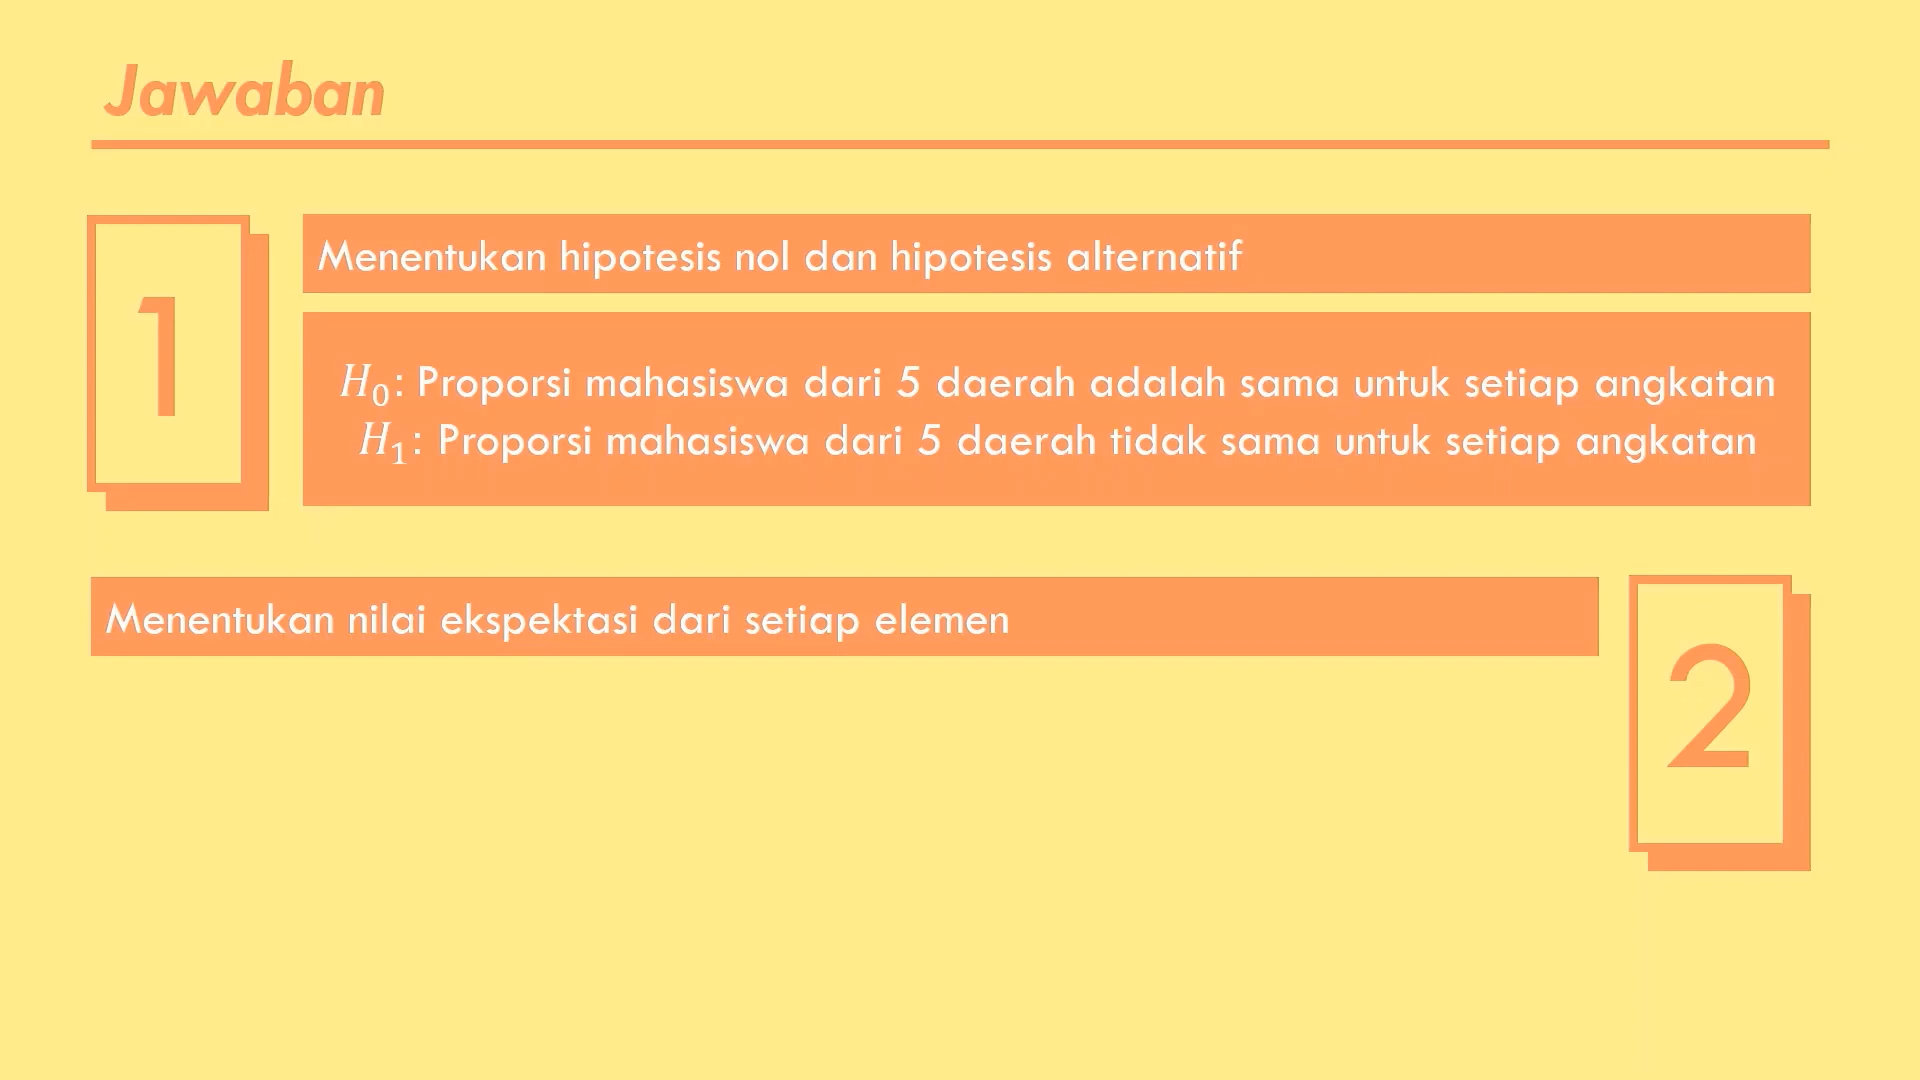 Jawaban
1
Menentukan hipotesis nol dan hipotesis alternatif
H₀: Proporsi mahasiswa dari 5 daerah adalah sama untuk setiap angkatan
H₁: Proporsi mahasiswa dari 5 daerah tidak sama untuk setiap angkatan
Menentukan nilai ekspektasi dari setiap elemen
2